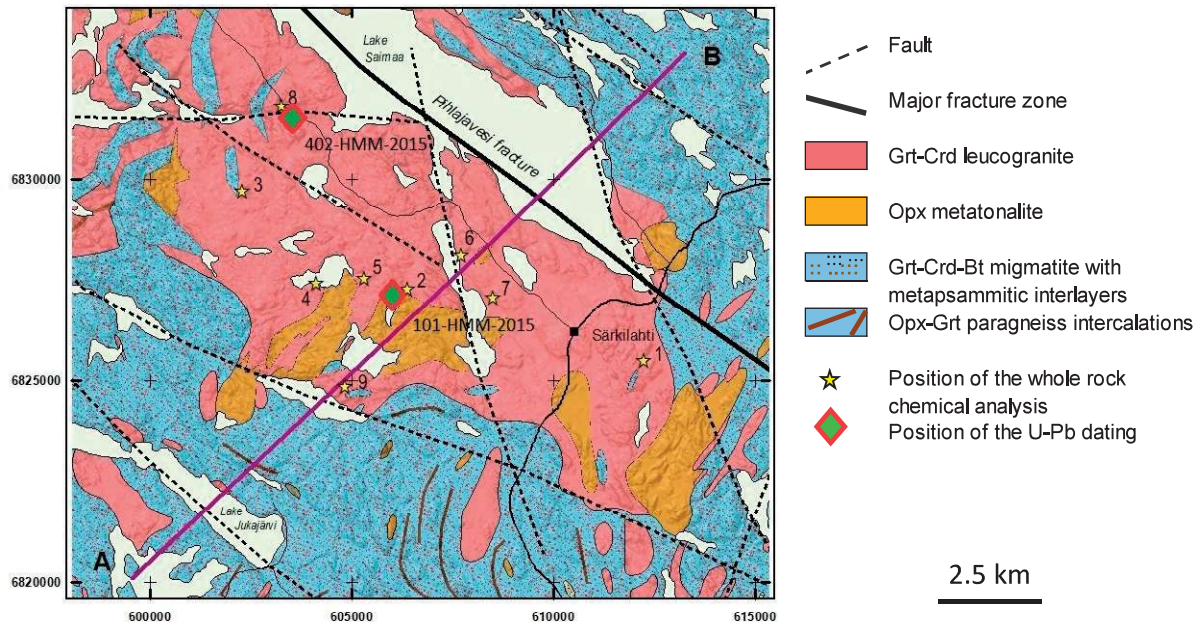 Lake
Saimaa
B
Pihlajavesi fracture
8
402-HMM-2015
6830000
3
6
5
4
2
7
101-HMM-2015
Särkilahti
1
6825000
9
Lake
Jukajärvi
A
6820000
600000
605000
610000
615000
Fault
Major fracture zone
Grt-Crd leucogranite
Opx metatonalite
Grt-Crd-Bt migmatite with
metapsammitic interlayers
Opx-Grt paragneiss intercalations
Position of the whole rock
chemical analysis
Position of the U-Pb dating
2.5 km